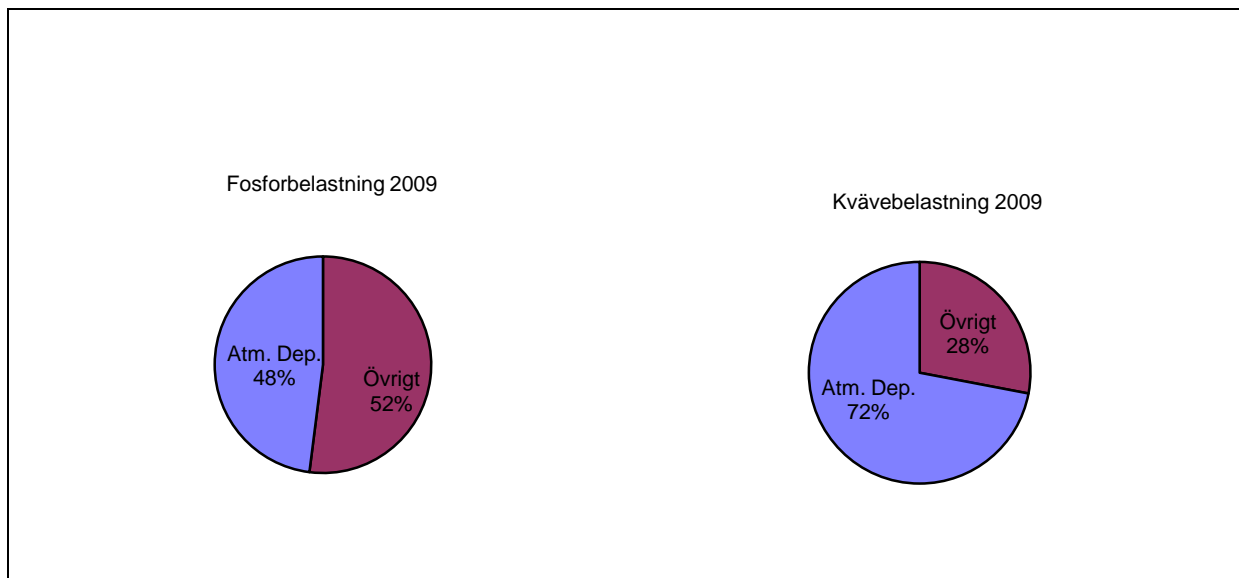 Fosforbelastning 2009
Atm. Dep.
48%
Övrigt
52%
Kvävebelastning 2009
Övrigt
28%
Atm. Dep.
72%